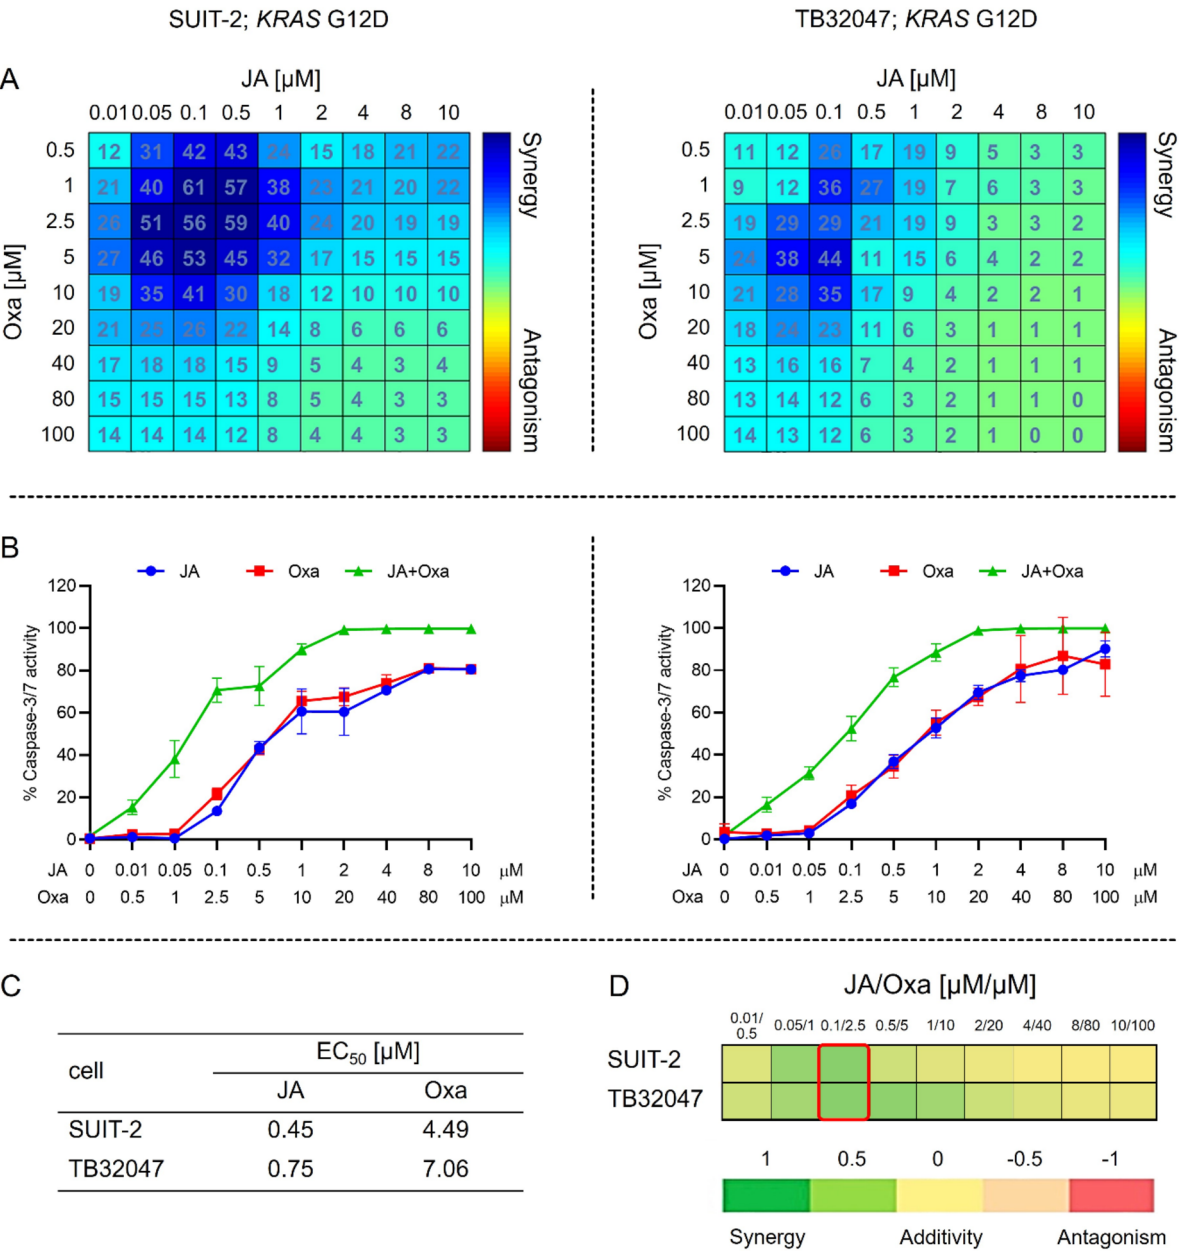 SUIT-2; KRAS G12D
TB32047; KRAS G12D
A
JA [µM]
0.01 0.05 0.1 0.5 1 2 4 8 10
Oxa [µM]
0.5 12 31 42 43 24 15 18 21 22
1 21 40 61 57 38 23 21 20 22
2.5 26 51 56 59 40 24 20 19 19
5 27 46 53 45 32 17 15 15 15
10 19 35 41 30 18 12 10 10 10
20 21 25 26 22 14 8 6 6 6
40 17 18 18 15 9 5 4 3 4
80 15 15 15 13 8 5 4 3 3
100 14 14 14 12 8 4 4 3 3
Synergy
Antagonism
JA [µM]
0.01 0.05 0.1 0.5 1 2 4 8 10
Oxa [µM]
0.5 11 12 26 17 19 9 5 3 3
1 9 12 36 27 19 7 6 3 3
2.5 19 29 29 21 19 9 3 3 2
5 24 38 44 11 15 6 4 2 2
10 21 28 35 17 9 4 2 2 1
20 18 24 23 11 6 3 1 1 1
40 13 16 16 7 4 2 1 1 1
80 13 14 12 6 3 2 1 1 0
100 14 13 12 6 3 2 1 0 0
Synergy
Antagonism
B
JA Oxa JA+Oxa
% Caspase-3/7 activity
120
100
80
60
40
20
0
JA 0 0.01 0.05 0.1 0.5 1 2 4 8 10 µM
Oxa 0 0.5 1 2.5 5 10 20 40 80 100 µM
JA Oxa JA+Oxa
% Caspase-3/7 activity
120
100
80
60
40
20
0
JA 0 0.01 0.05 0.1 0.5 1 2 4 8 10 µM
Oxa 0 0.5 1 2.5 5 10 20 40 80 100 µM
C
cell EC50 [µM]
JA Oxa
SUIT-2 0.45 4.49
TB32047 0.75 7.06
D
JA/Oxa [µM/µM]
0.01/0.5 0.05/1 0.1/2.5 0.5/5 1/10 2/20 4/40 8/80 10/100
SUIT-2
TB32047
1 0.5 0 -0.5 -1
Synergy Additivity Antagonism